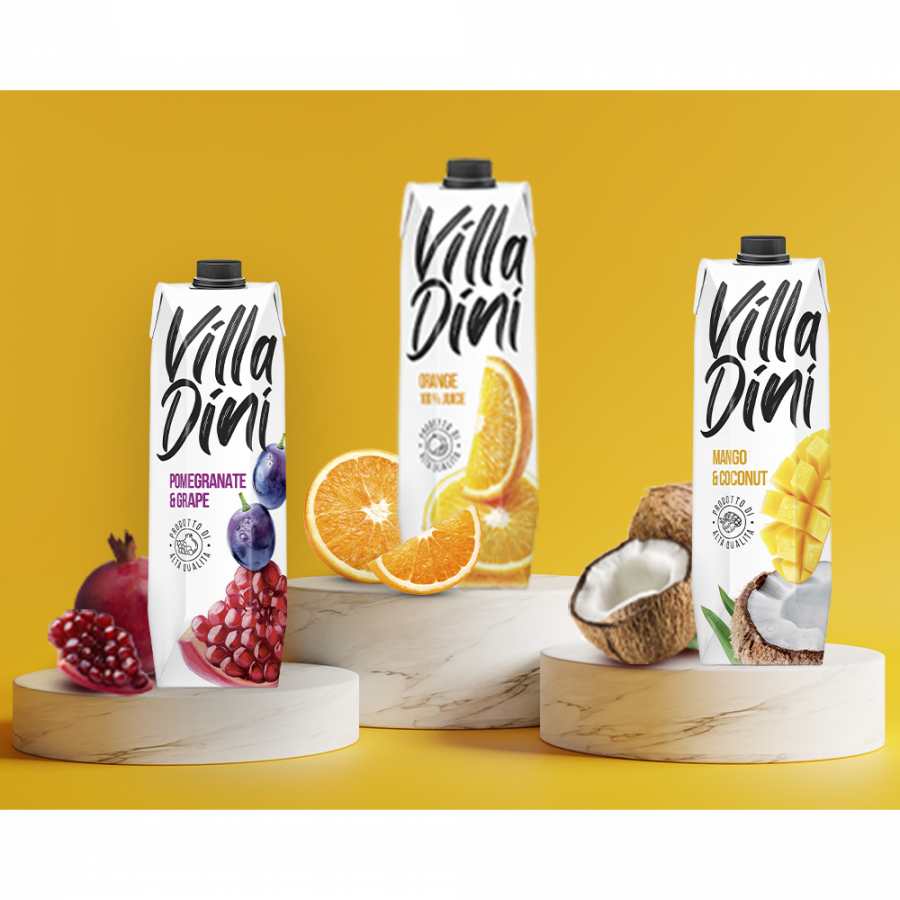 Villa
Dini
POMEGRANATE
& GRAPE
PRODOTTO DI
ALTA QUALITÀ
Villa
Dini
ORANGE
100% JUICE
PRODOTTO DI
ALTA QUALITÀ
Villa
Dini
MANGO
& COCONUT
PRODOTTO DI
ALTA QUALITÀ